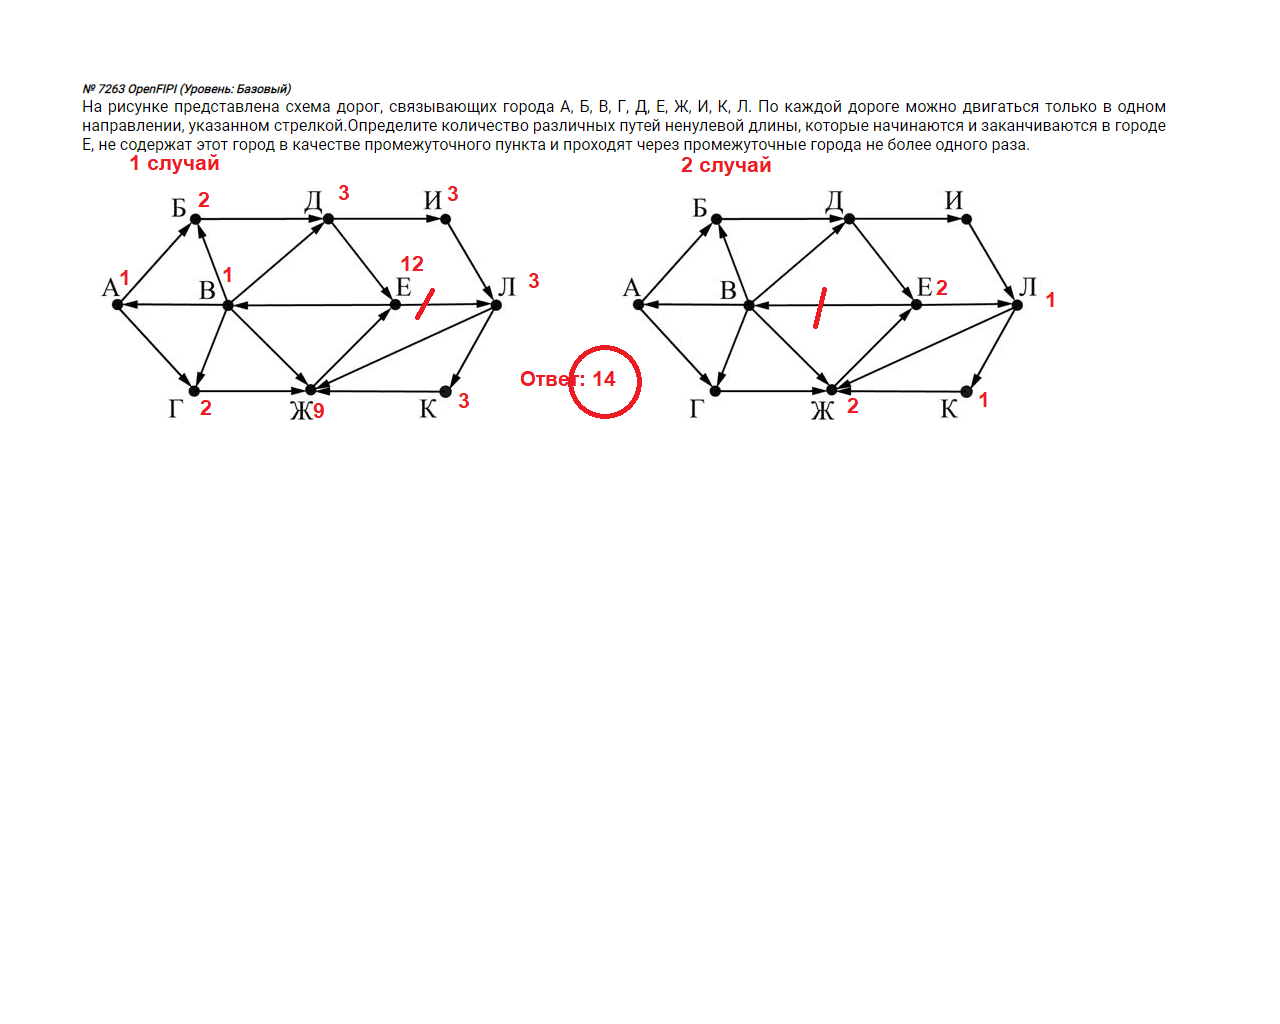 № 7263 OpenFIPI (Уровень: Базовый)
На рисунке представлена схема дорог, связывающих города А, Б, В, Г, Д, Е, Ж, И, К, Л. По каждой дороге можно двигаться только в одном
направлении, указанном стрелкой.Определите количество различных путей ненулевой длины, которые начинаются и заканчиваются в городе
Е, не содержат этот город в качестве промежуточного пункта и проходят через промежуточные города не более одного раза.
1 случай
2 случай
Б 2 Д 3 И 3
А 1 В 1 Е 12 Л 3
Г 2 Ж 9 К 3
Ответ: 14
Б Д И
А В Е 2 Л 1
Г Ж 2 К 1